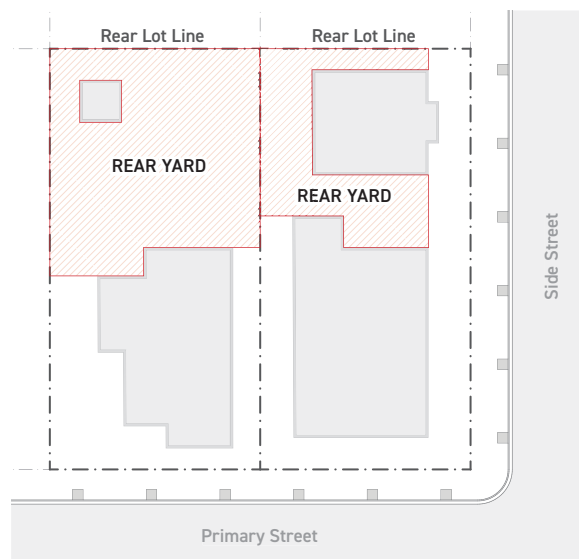 Rear Lot Line
Rear Lot Line
REAR YARD
REAR YARD
Side Street
Primary Street